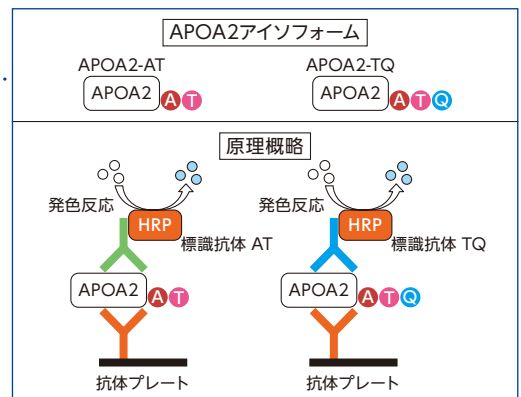 APOA2アイソフォーム
APOA2-AT
APOA2-TQ
APOA2 A T
APOA2 A T Q
原理概略
発色反応
HRP
標識抗体 AT
発色反応
HRP
標識抗体 TQ
APOA2 A T
APOA2 A T Q
抗体プレート
抗体プレート